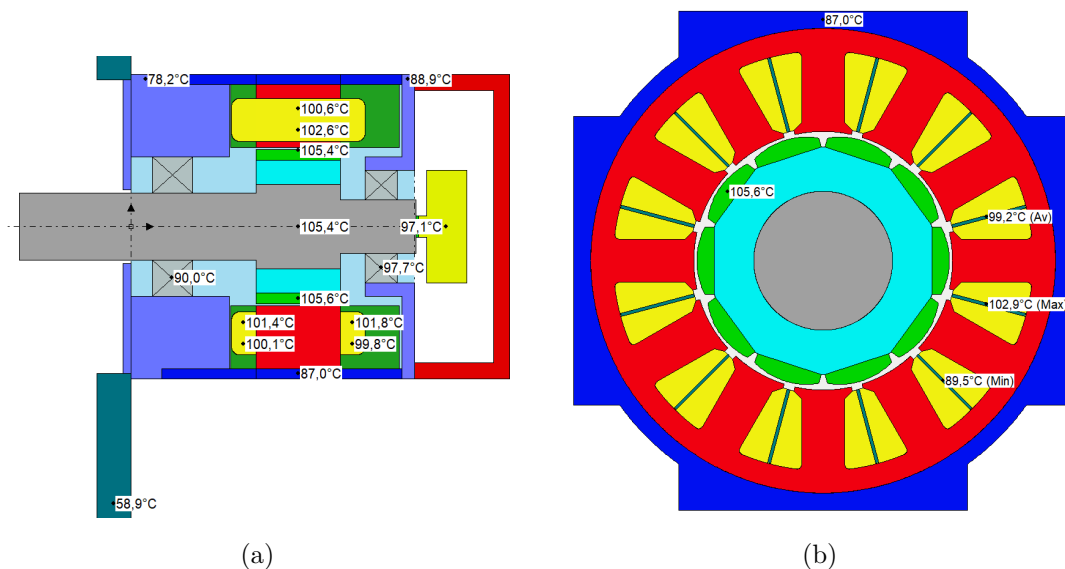 78,2°C
88,9°C
100,6°C
102,6°C
105,4°C
105,4°C
97,1°C
90,0°C
97,7°C
105,6°C
101,4°C
101,8°C
100,1°C
99,8°C
87,0°C
58,9°C
(a)
87,0°C
105,6°C
99,2°C (Av)
102,9°C (Max)
89,5°C (Min)
(b)